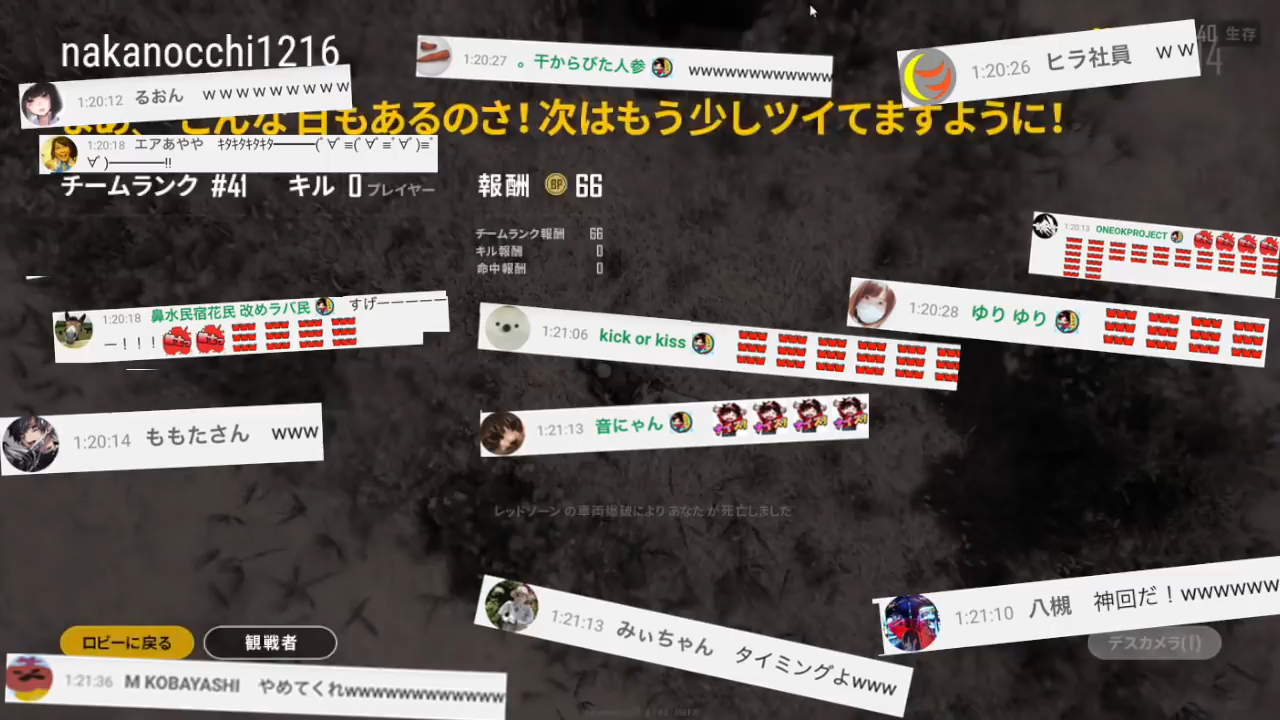 nakanocchi1216
1:20:27 。干からびた人参 wwwwwwwwwwww
1:20:26 ヒラ社員 ｗｗ
生存
1:20:12 るおん ｗｗｗｗｗｗｗｗｗ
こんな日もあるのさ！次はもう少しツイてますように！
1:20:18 エアあやや ｷﾀｷﾀｷﾀｷﾀ━━━(ﾟ∀ﾟ≡(ﾟ∀ﾟ≡ﾟ∀ﾟ)≡ﾟ
∀ﾟ)━━━━!!
チームランク #41 キル 0 プレイヤー
報酬 BP 66
チームランク報酬 66
キル報酬 0
命中報酬 0
1:20:13 ONEOKPROJECT
1:20:18 鼻水民宿花民 改めラバ民 すげーーーーー
ー！！！
1:20:28 ゆり ゆり
1:21:06 kick or kiss
1:20:14 ももたさん www
1:21:13 音にゃん
レッドゾーン の車両爆破により あなた が 死亡しました
1:21:13 みぃちゃん タイミングよwww
1:21:10 八槻 神回だ！wwwwww
ロビーに戻る 観戦者
デスカメラ(I)
1:21:36 M KOBAYASHI やめてくれwwwwwwwwwwwwww